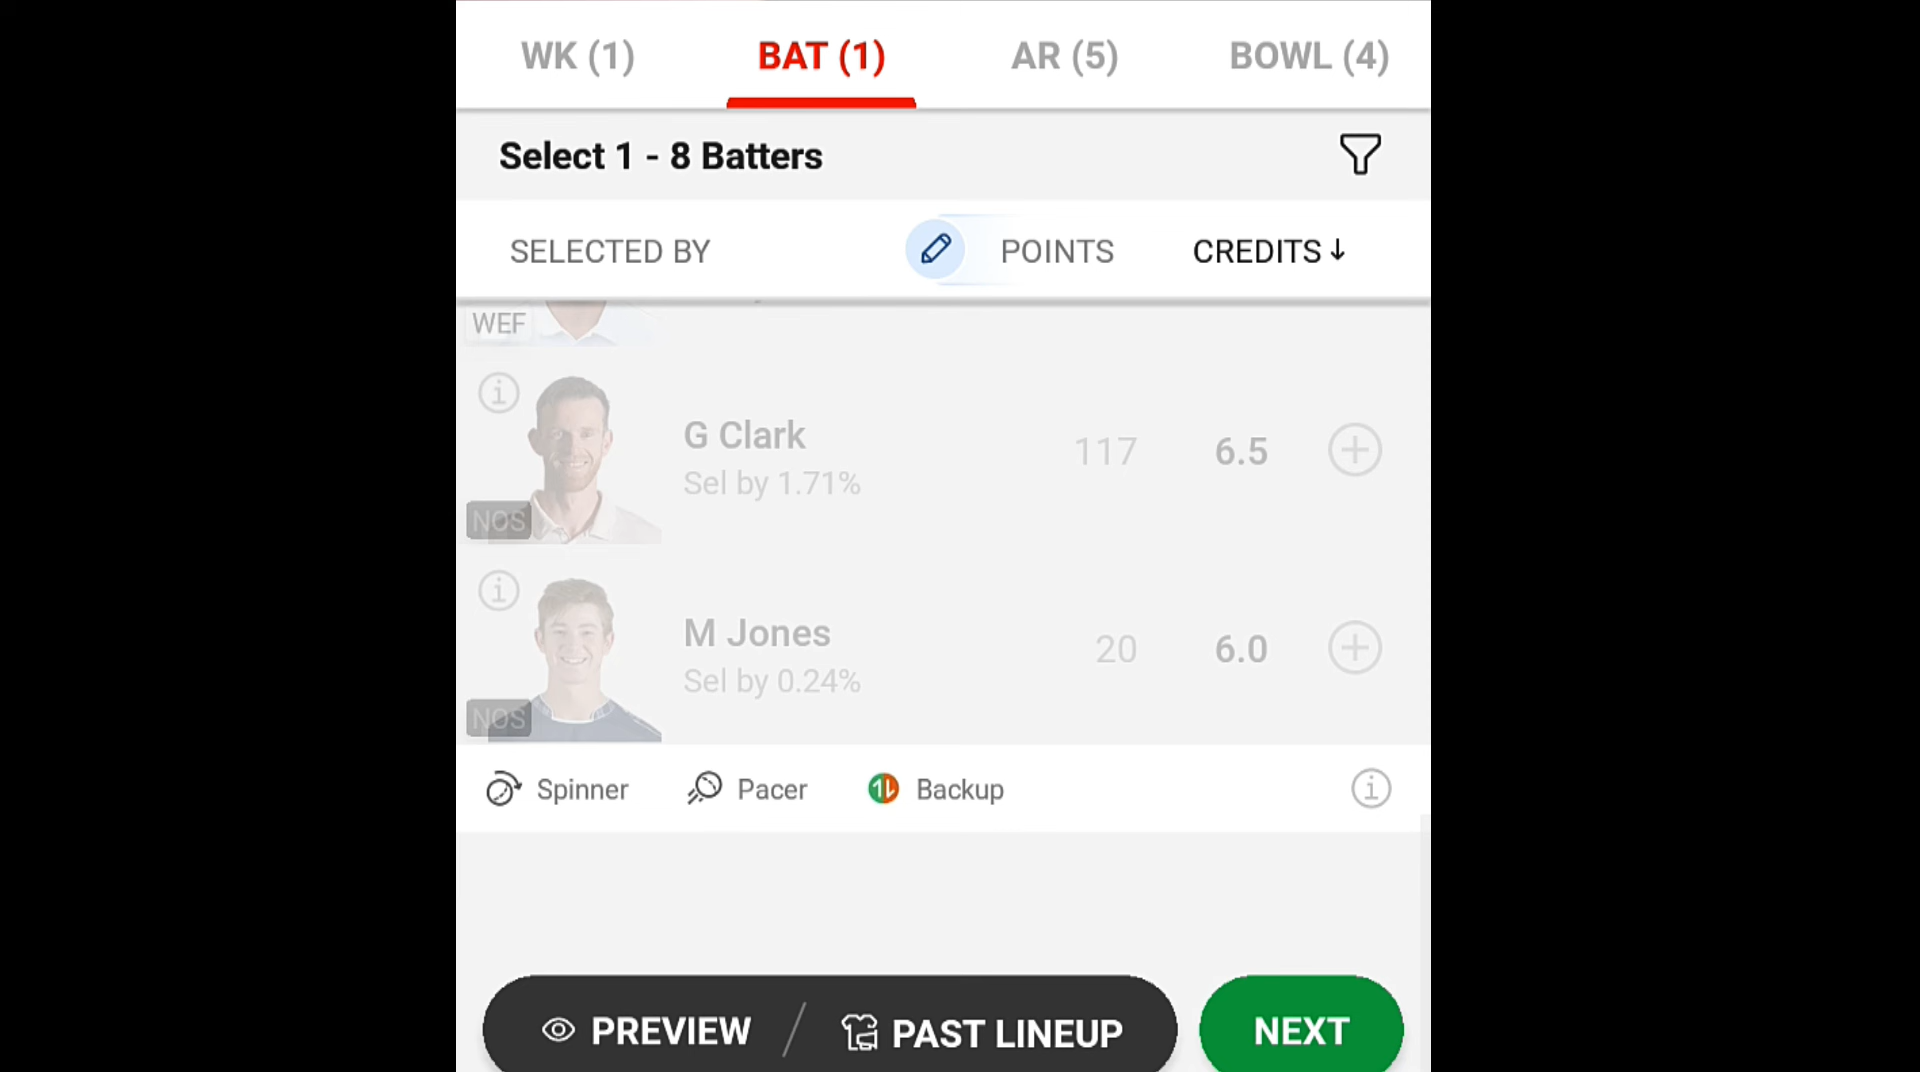 WK (1) BAT (1) AR (5) BOWL (4)
Select 1 - 8 Batters
SELECTED BY POINTS CREDITS ↓
WEF
G Clark
117 6.5
Sel by 1.71%
NOS
M Jones
20 6.0
Sel by 0.24%
NOS
Spinner Pacer Backup
PREVIEW / PAST LINEUP NEXT